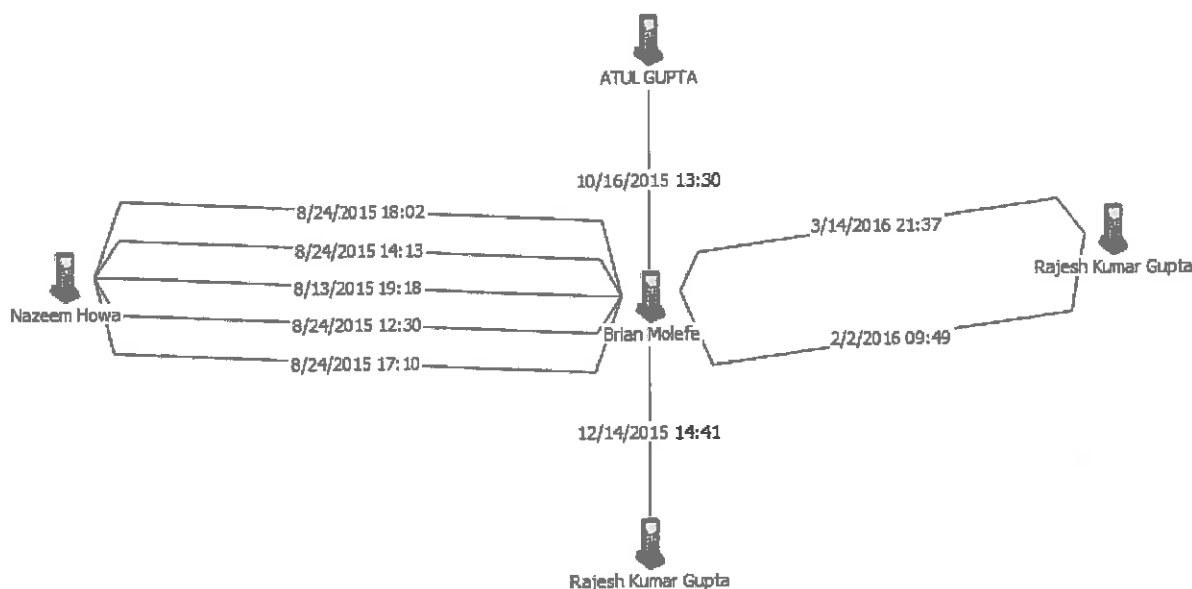 ATUL GUPTA
10/16/2015 13:30
8/24/2015 18:02
3/14/2016 21:37
8/24/2015 14:13
Rajesh Kumar Gupta
8/13/2015 19:18
Nazeem Howa
8/24/2015 12:30
Brian Molefe
2/2/2016 09:49
8/24/2015 17:10
12/14/2015 14:41
Rajesh Kumar Gupta